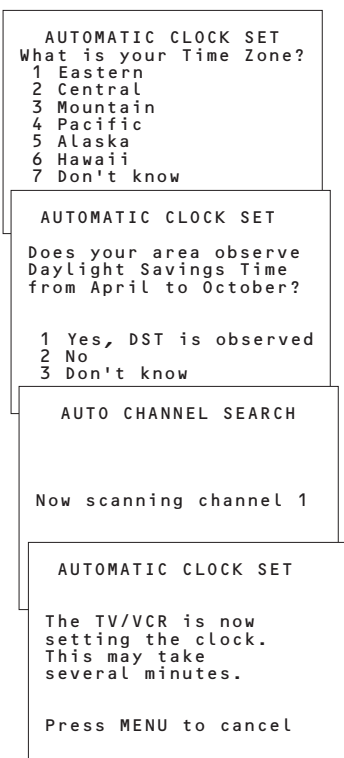 AUTOMATIC CLOCK SET
What is your Time Zone?
1 Eastern
2 Central
3 Mountain
4 Pacific
5 Alaska
6 Hawaii
7 Don't know
AUTOMATIC CLOCK SET
Does your area observe
Daylight Savings Time
from April to October?
1 Yes, DST is observed
2 No
3 Don't know
AUTO CHANNEL SEARCH
Now scanning channel 1
AUTOMATIC CLOCK SET
The TV/VCR is now
setting the clock.
This may take
several minutes.
Press MENU to cancel